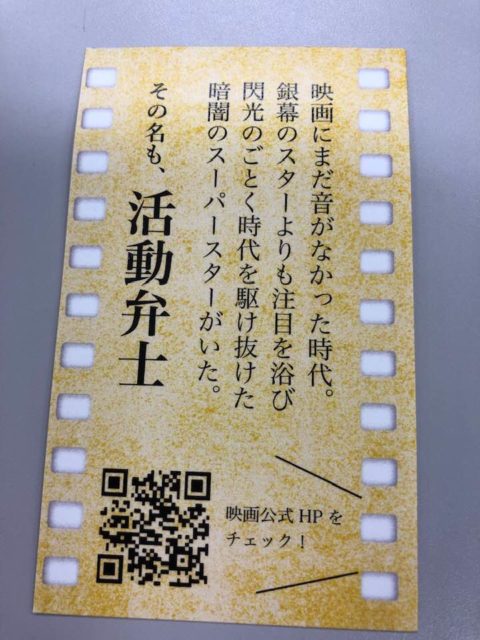 映画にまだ音がなかった時代。
銀幕のスターよりも注目を浴び
閃光のごとく時代を駆け抜けた
暗闇のスーパースターがいた。
その名も、活動弁士
映画公式HPを
チェック！